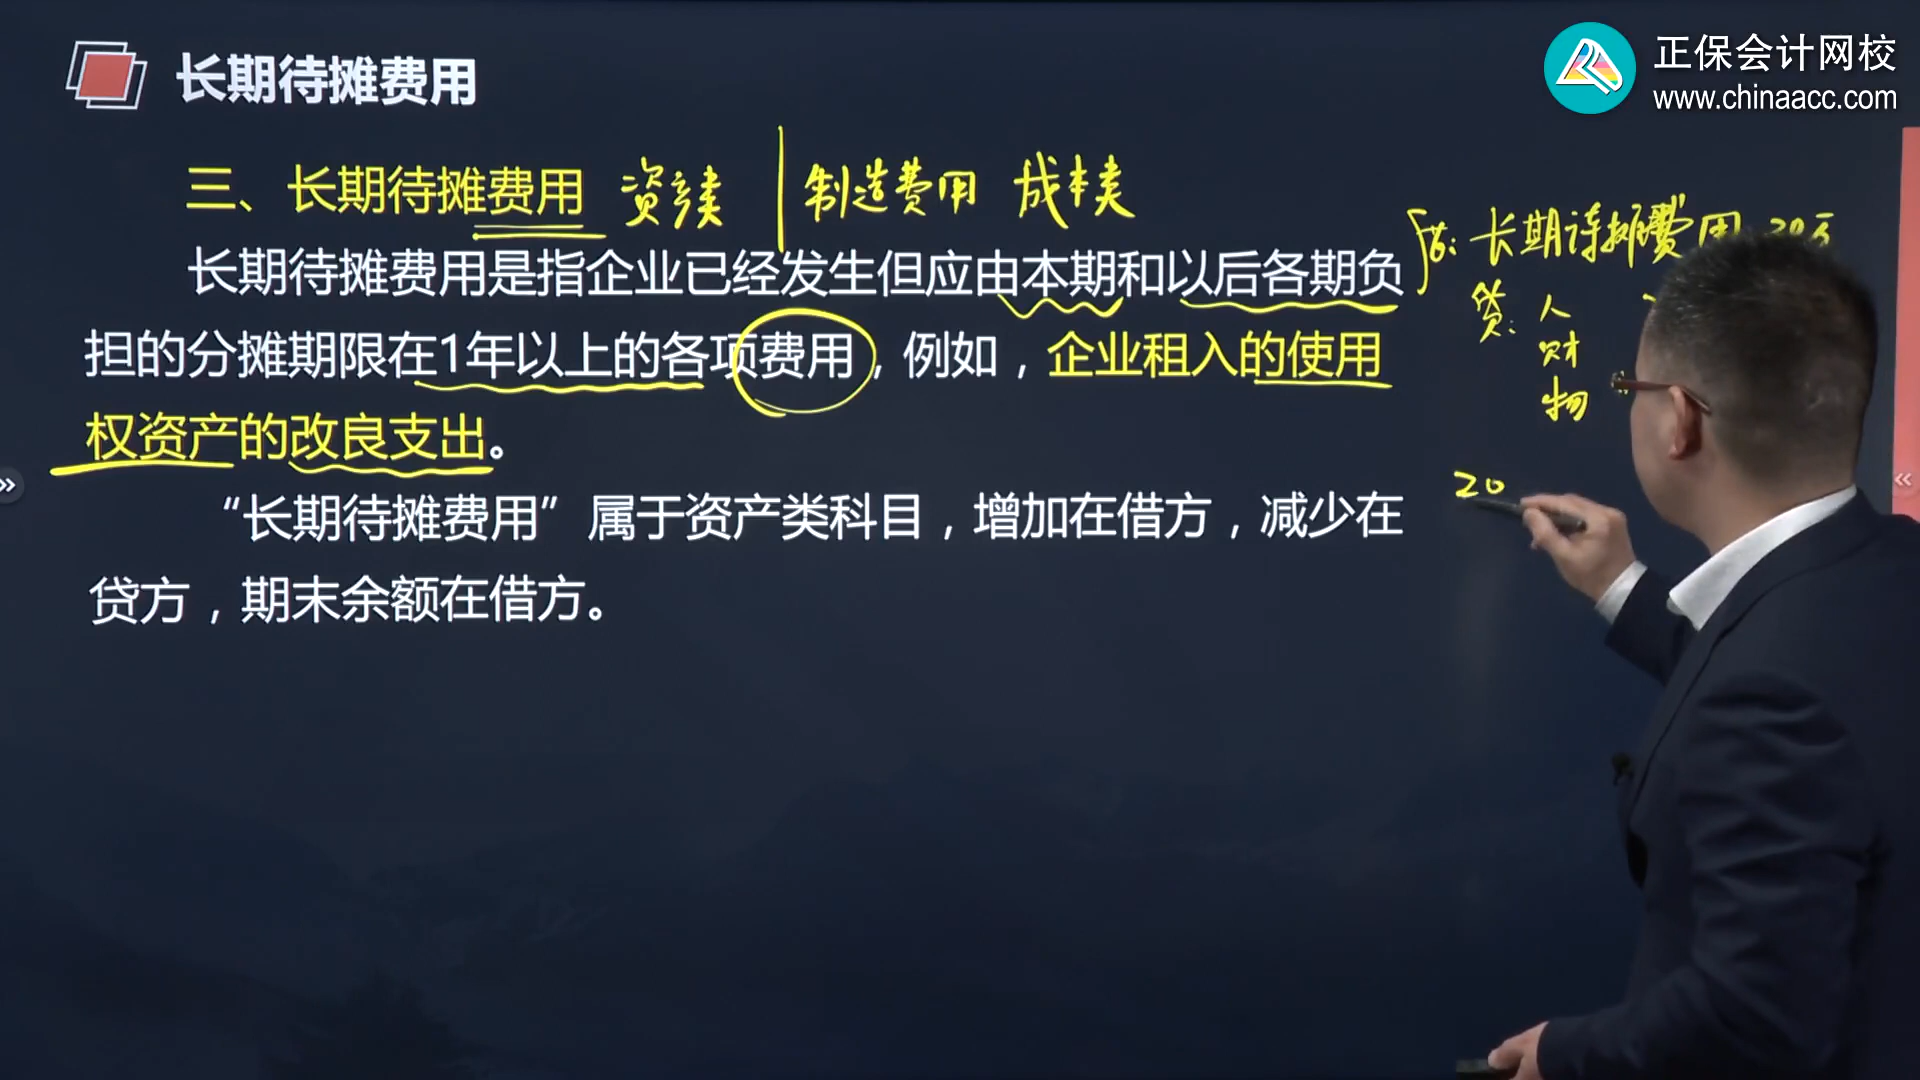 长期待摊费用
正保会计网校
www.chinaacc.com
三、长期待摊费用 资产类 制造费用 成本类
借：长期待摊费用 20万
贷：人
财
物
长期待摊费用是指企业已经发生但应由本期和以后各期负
担的分摊期限在1年以上的各项费用，例如，企业租入的使用
权资产的改良支出。
20
“长期待摊费用”属于资产类科目，增加在借方，减少在
贷方，期末余额在借方。